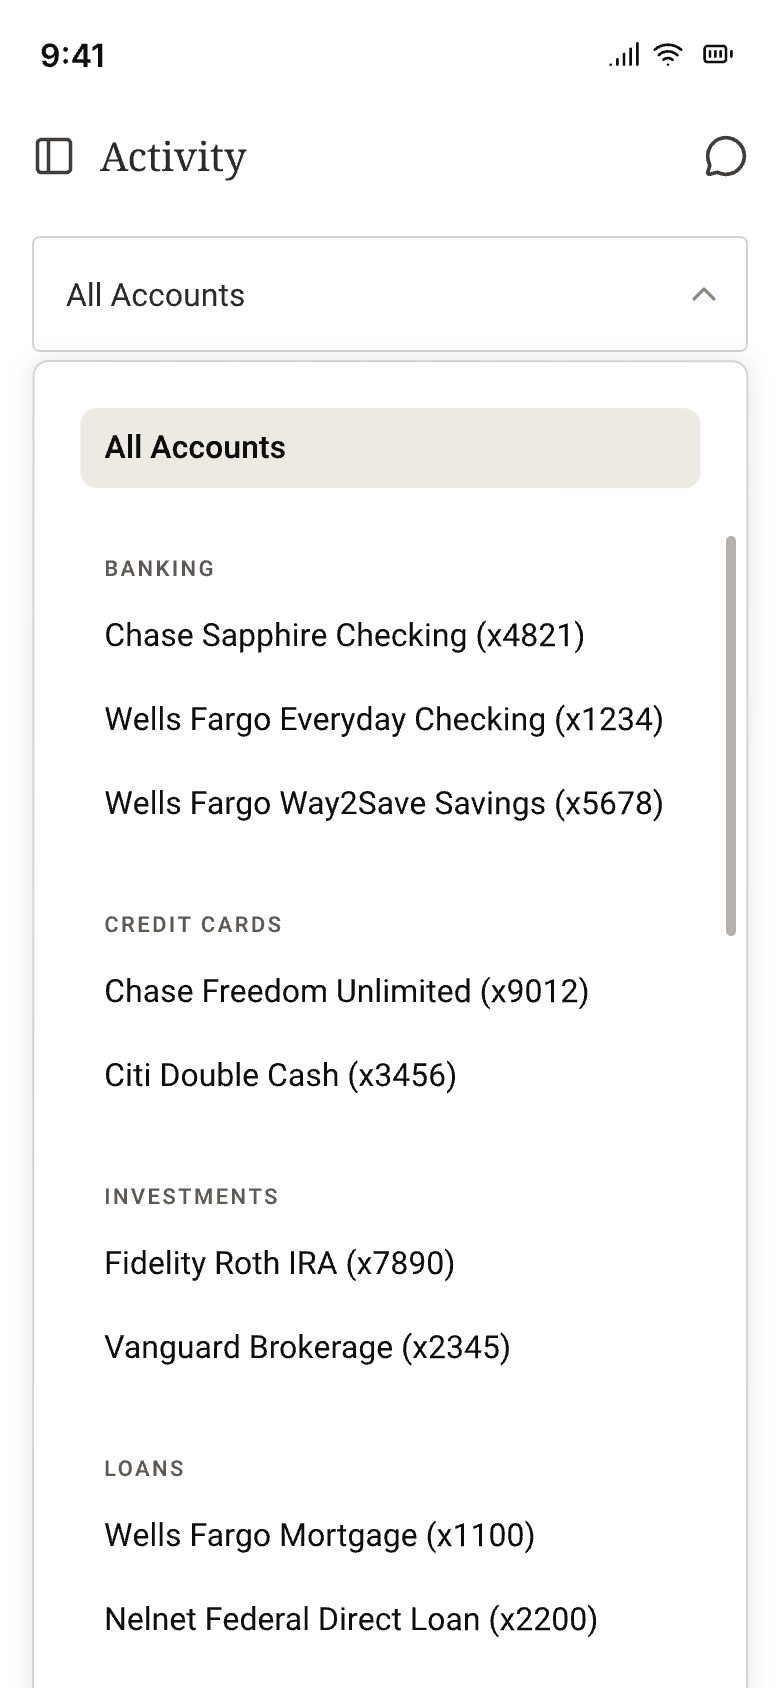 9:41
Activity
All Accounts
All Accounts
BANKING
Chase Sapphire Checking (x4821)
Wells Fargo Everyday Checking (x1234)
Wells Fargo Way2Save Savings (x5678)
CREDIT CARDS
Chase Freedom Unlimited (x9012)
Citi Double Cash (x3456)
INVESTMENTS
Fidelity Roth IRA (x7890)
Vanguard Brokerage (x2345)
LOANS
Wells Fargo Mortgage (x1100)
Nelnet Federal Direct Loan (x2200)